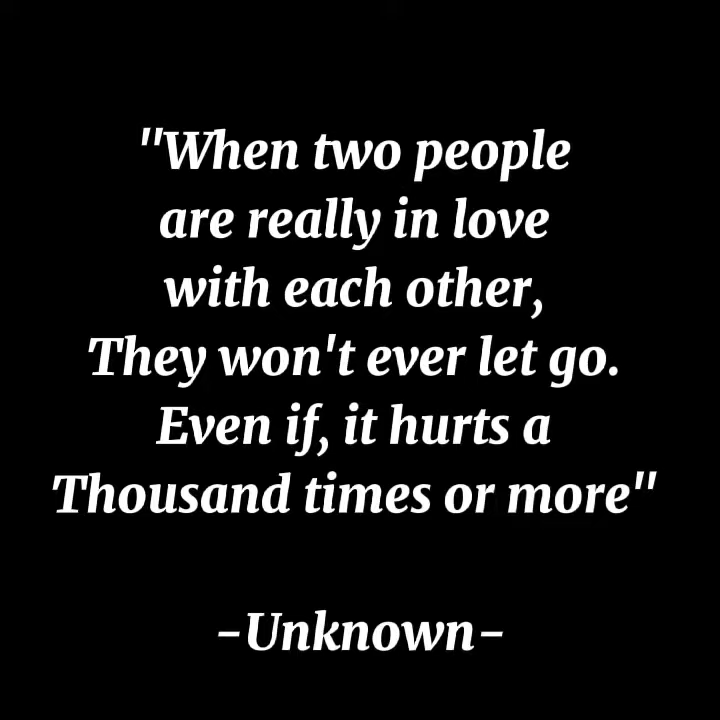 "When two people
are really in love
with each other,
They won't ever let go.
Even if, it hurts a
Thousand times or more"
-Unknown-